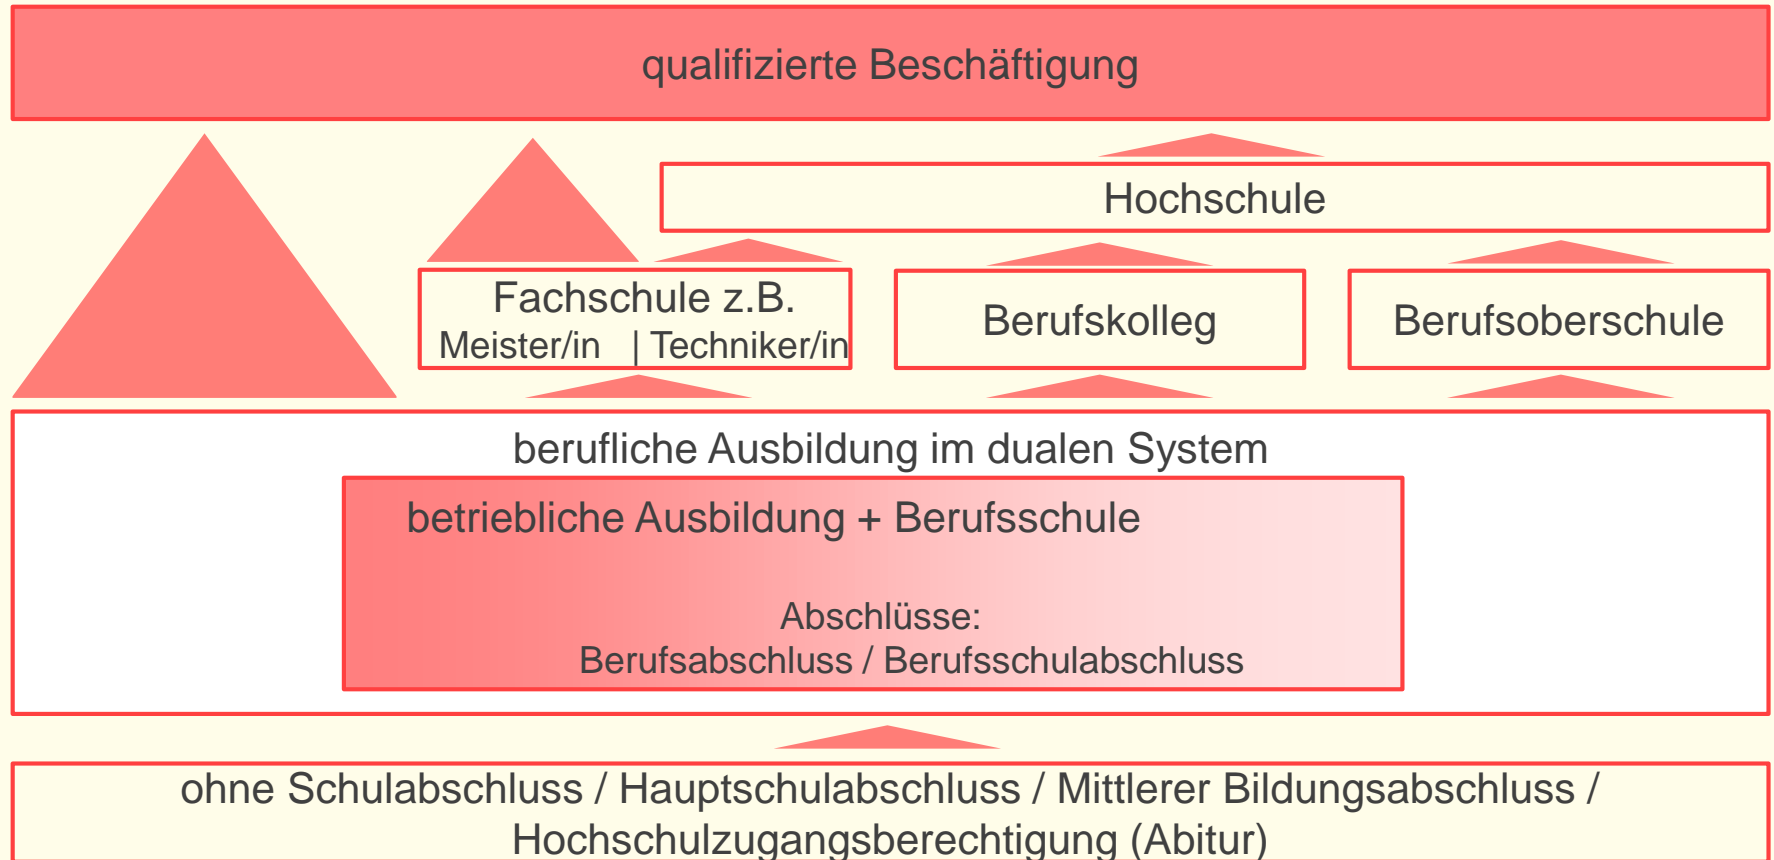 qualifizierte Beschäftigung
Hochschule
Fachschule z.B.
Meister/in | Techniker/in
Berufskolleg
Berufsoberschule
berufliche Ausbildung im dualen System
betriebliche Ausbildung + Berufsschule
Abschlüsse:
Berufsabschluss / Berufsschulabschluss
ohne Schulabschluss / Hauptschulabschluss / Mittlerer Bildungsabschluss /
Hochschulzugangsberechtigung (Abitur)